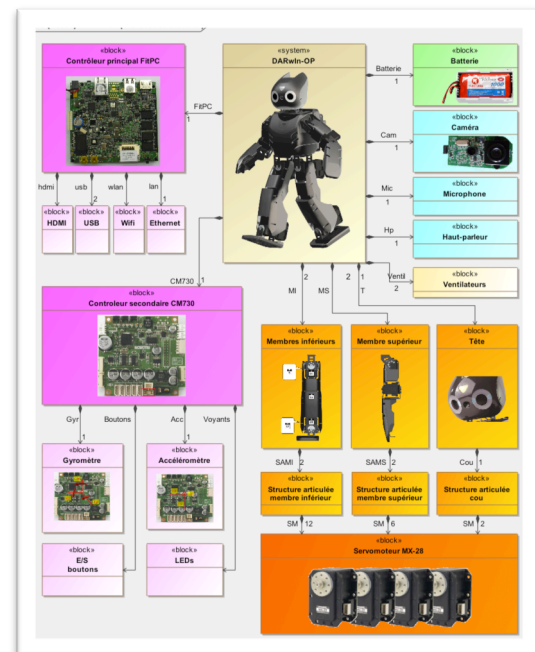 «block»
Contrôleur principal FitPC
«system»
DARwIn-OP
«block»
Batterie
Batterie
1
FitPC
1
«block»
Caméra
Cam
1
hdmi
usb
2
wlan
lan
1
«block»
HDMI
«block»
USB
«block»
Wifi
«block»
Ethernet
Mic
1
«block»
Microphone
Hp
1
«block»
Haut-parleur
Ventil
2
«block»
Ventilateurs
CM730
1
2
MI
2
MS
1
T
«block»
Controleur secondaire CM730
«block»
Membres inférieurs
«block»
Membre supérieur
«block»
Tête
Gyr
1
Boutons
Acc
1
Voyants
SAMI
2
SAMS
2
Cou
1
«block»
Gyromètre
«block»
Accéléromètre
«block»
Structure articulée
membre inférieur
«block»
Structure articulée
membre supérieur
«block»
Structure articulée
cou
SM
12
SM
6
SM
2
«block»
E/S
boutons
«block»
LEDs
«block»
Servomoteur MX-28